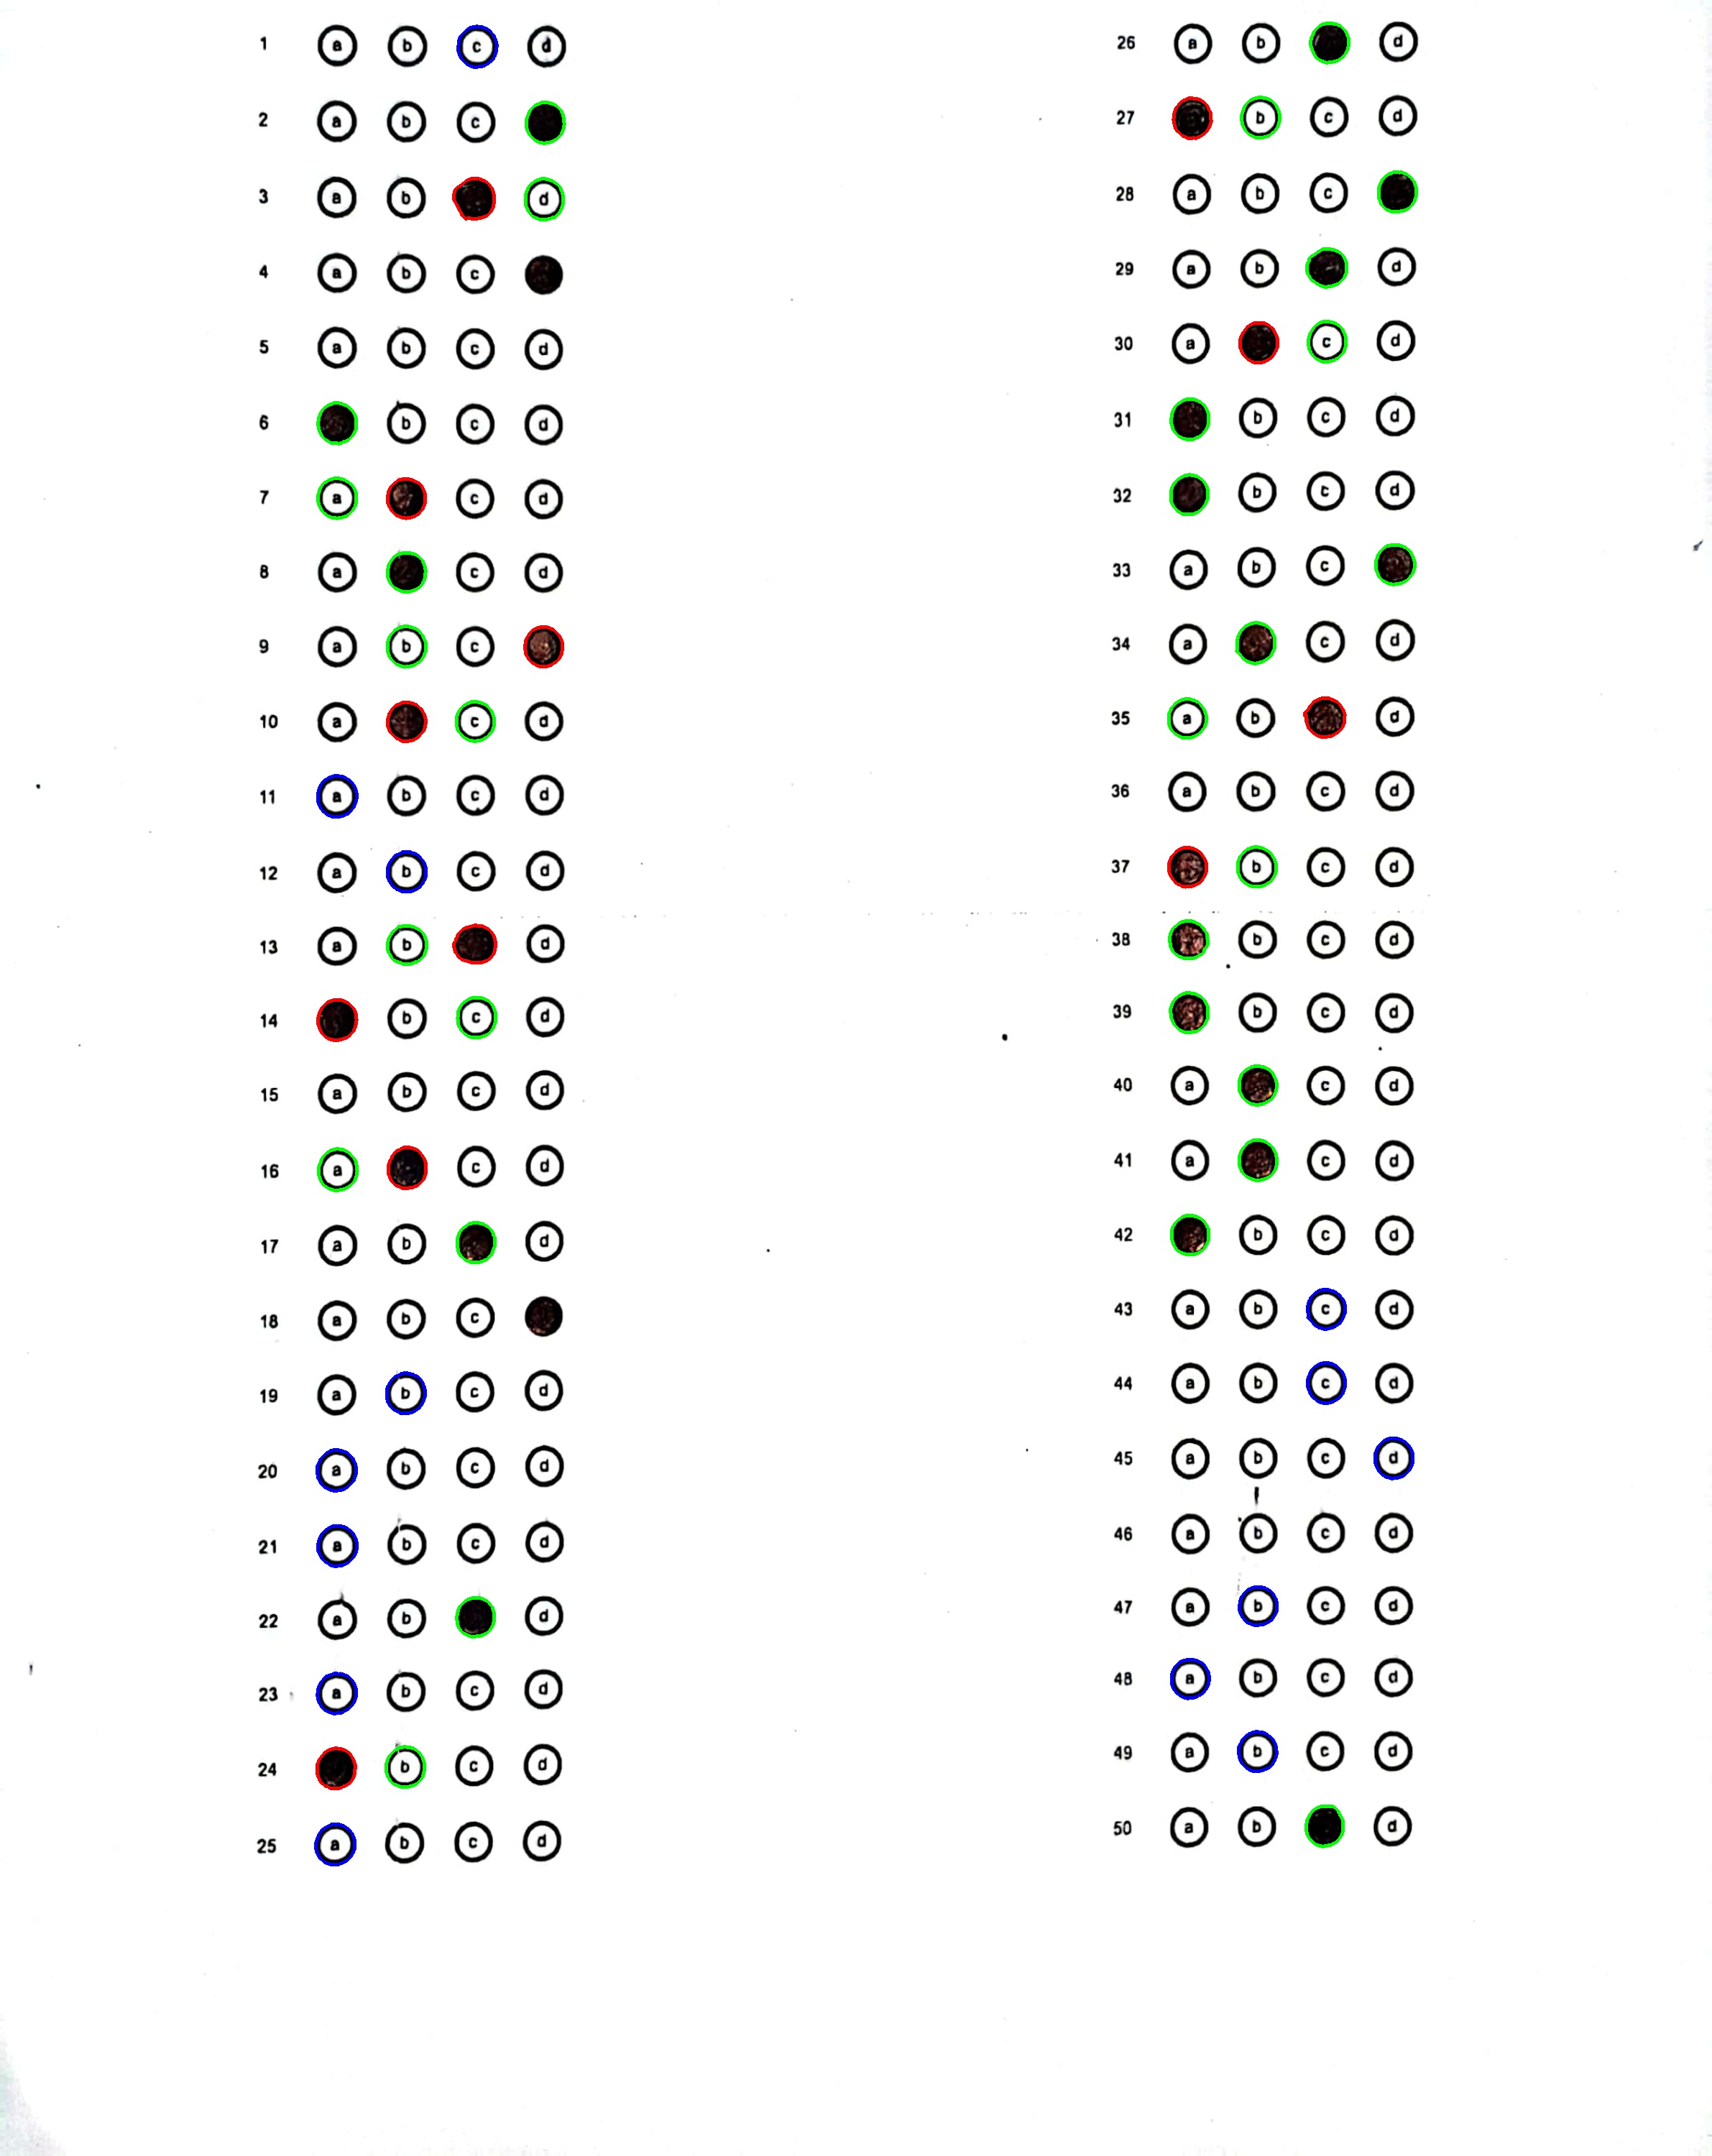 1 a b c d
2 a b c
3 a b d
4 a b c
5 a b c d
6 b c d
7 a c d
8 a c d
9 a b c
10 a c d
11 a b c d
12 a b c d
13 a b d
14 b c d
15 a b c d
16 a c d
17 a b d
18 a b c
19 a b c d
20 a b c d
21 a b c d
22 a b d
23 a b c d
24 b c d
25 a b c d
26 a b d
27 b c d
28 a b c
29 a b d
30 a c d
31 b c d
32 b c d
33 a b c
34 a c d
35 a b d
36 a b c d
37 b c d
38 b c d
39 b c d
40 a c d
41 a c d
42 b c d
43 a b c d
44 a b c d
45 a b c d
46 a b c d
47 a b c d
48 a b c d
49 a b c d
50 a b d